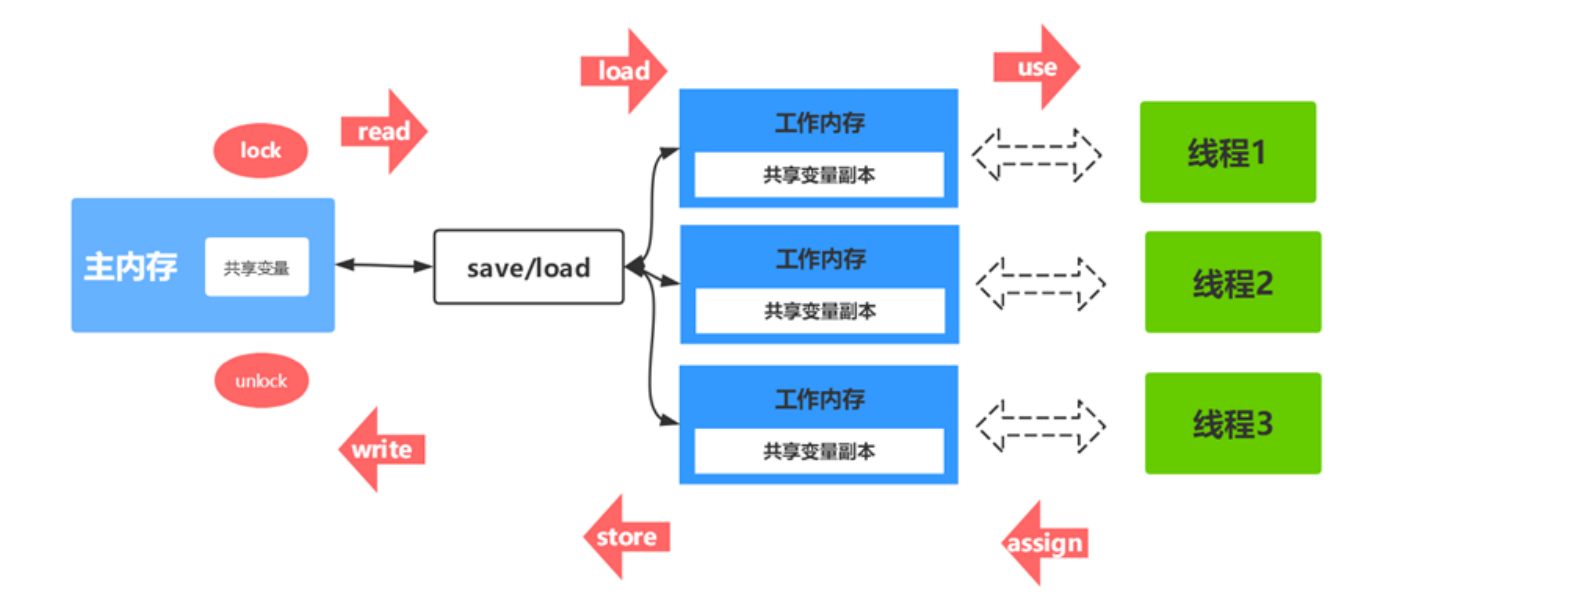 load
use
read
lock
工作内存
共享变量副本
线程1
主内存
共享变量
save/load
工作内存
共享变量副本
线程2
unlock
工作内存
共享变量副本
线程3
write
store
assign